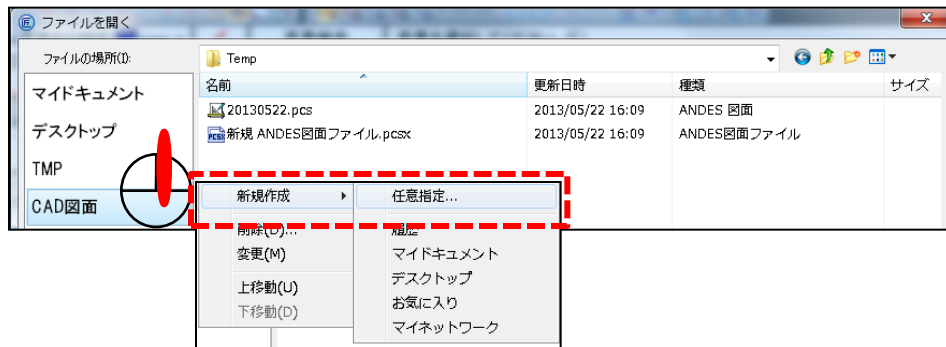 ファイルを開く
ファイルの場所(I):
Temp
名前
更新日時
種類
サイズ
マイドキュメント
デスクトップ
TMP
CAD図面
20130522.pcs
2013/05/22 16:09
ANDES 図面
新規 ANDES図面ファイル.pcsx
2013/05/22 16:09
ANDES図面ファイル
新規作成
削除(D)...
変更(M)
上移動(U)
下移動(D)
任意指定...
履歴
マイドキュメント
デスクトップ
お気に入り
マイネットワーク